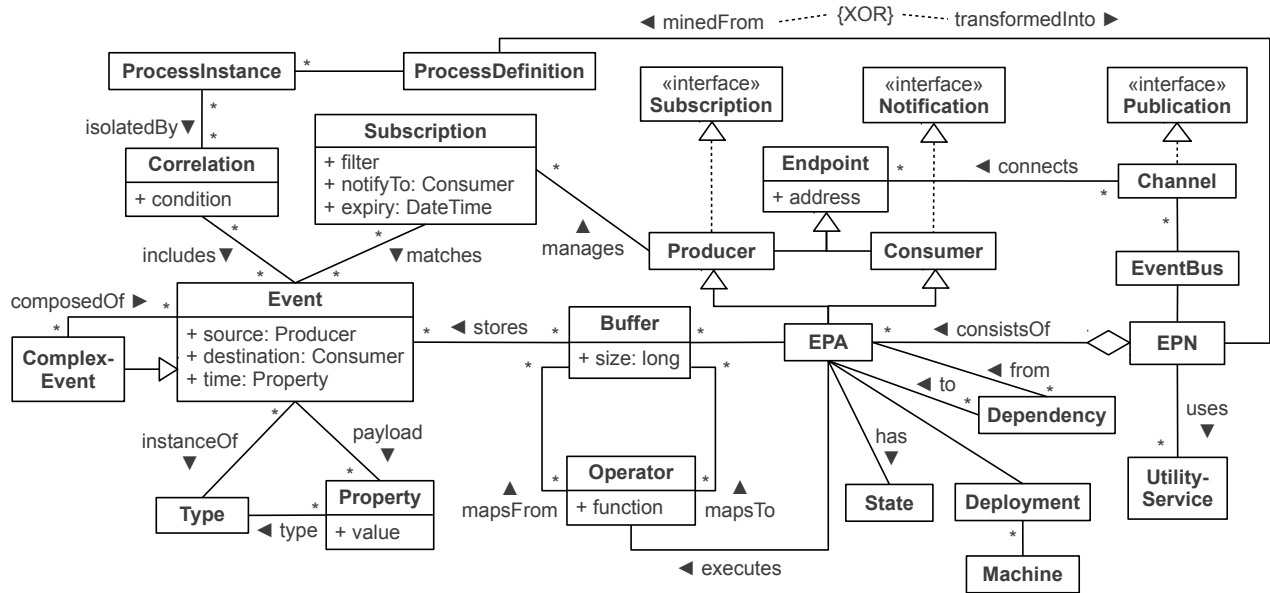 ◄ minedFrom
{XOR}
transformedInto ►
ProcessInstance
*
ProcessDefinition
«interface»
Subscription
«interface»
Notification
«interface»
Publication
*
isolatedBy▼
*
Subscription
+ filter
+ notifyTo: Consumer
+ expiry: DateTime
*
Correlation
+ condition
Endpoint
+ address
*
◄ connects
*
Channel
*
*
includes▼
*
*
▼matches
*
▲
manages
Producer
Consumer
EventBus
composedOf ►
*
*
Complex-
Event
Event
+ source: Producer
+ destination: Consumer
+ time: Property
*
◄ stores
*
Buffer
+ size: long
*
EPA
*
◄ consistsOf
EPN
*
*
◄ from
*
◄ to
*
Dependency
*
*
instanceOf
▼
payload
▼
*
has
▼
uses
▼
*
Type
*
◄ type
Property
+ value
▲
mapsFrom
*
Operator
+ function
*
▲
mapsTo
State
Deployment
*
Machine
Utility-
Service
◄ executes